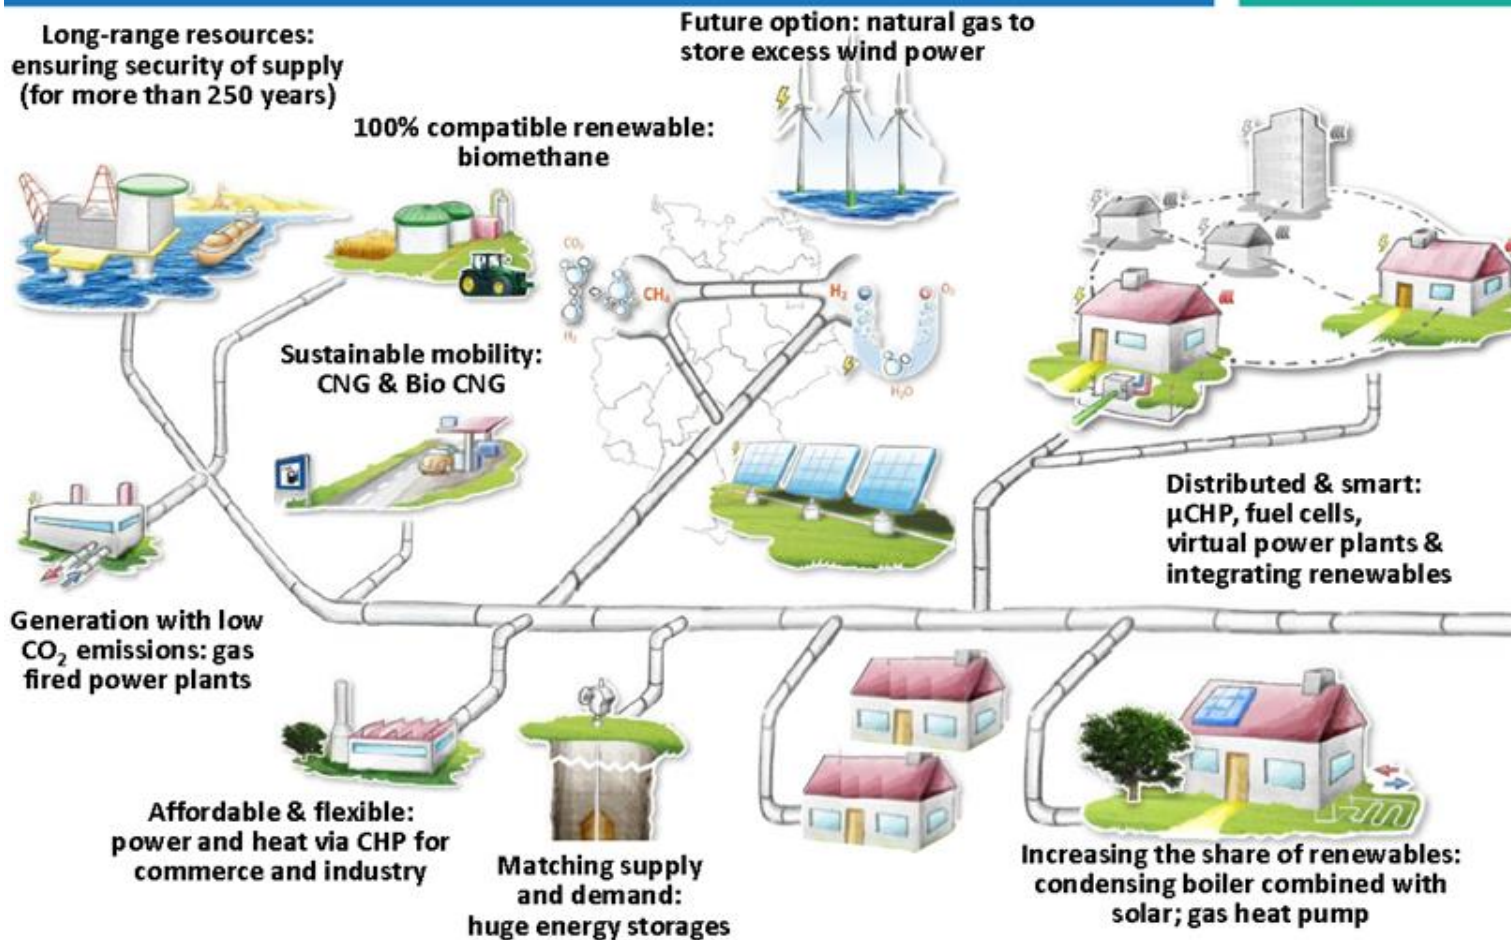 Long-range resources:
ensuring security of supply
(for more than 250 years)
Future option: natural gas to
store excess wind power
100% compatible renewable:
biomethane
CO₂
H₂
CH₄
H₂
O₂
H₂O
Sustainable mobility:
CNG & Bio CNG
Distributed & smart:
µCHP, fuel cells,
virtual power plants &
integrating renewables
Generation with low
CO₂ emissions: gas
fired power plants
Affordable & flexible:
power and heat via CHP for
commerce and industry
Matching supply
and demand:
huge energy storages
Increasing the share of renewables:
condensing boiler combined with
solar; gas heat pump